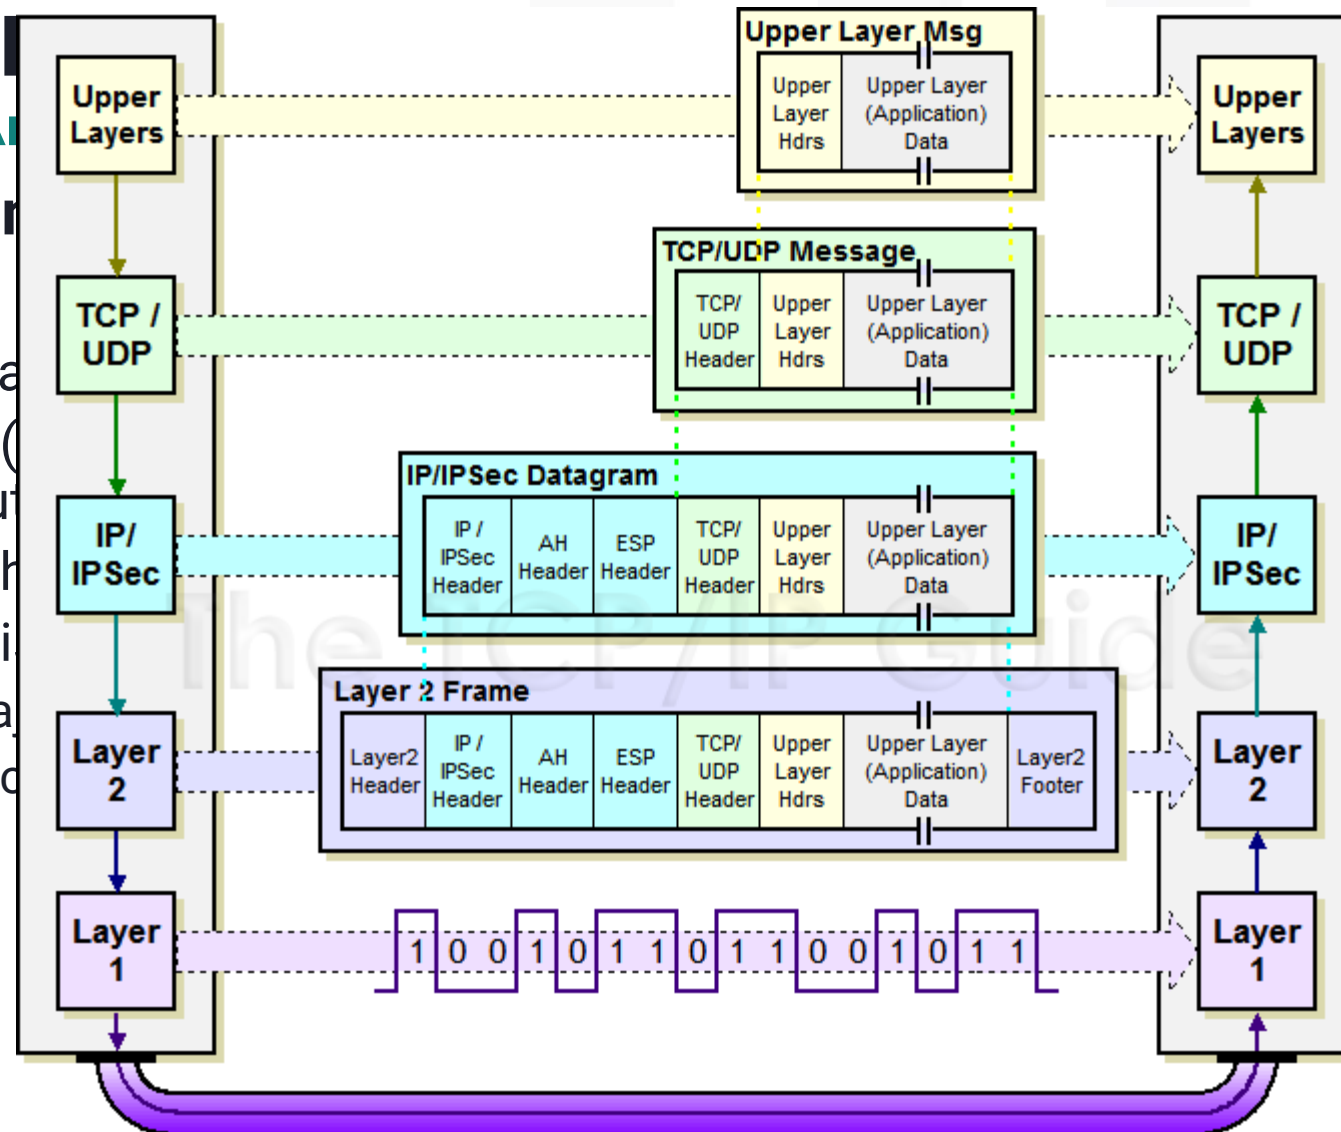 Upper Layer Msg
Upper
Layers
Upper
Layer
Hdrs
Upper Layer
(Application)
Data
Upper
Layers
TCP/UDP Message
TCP /
UDP
TCP/
UDP
Header
Upper
Layer
Hdrs
Upper Layer
(Application)
Data
TCP /
UDP
IP/IPSec Datagram
IP/
IPSec
IP /
IPSec
Header
AH
Header
ESP
Header
TCP/
UDP
Header
Upper
Layer
Hdrs
Upper Layer
(Application)
Data
IP/
IPSec
The TCP/IP Guide
Layer 2 Frame
Layer
2
Layer2
Header
IP /
IPSec
Header
AH
Header
ESP
Header
TCP/
UDP
Header
Upper
Layer
Hdrs
Upper Layer
(Application)
Data
Layer2
Footer
Layer
2
Layer
1
1 0 0 1 0 1 1 0 1 1 0 0 1 0 1 1
Layer
1